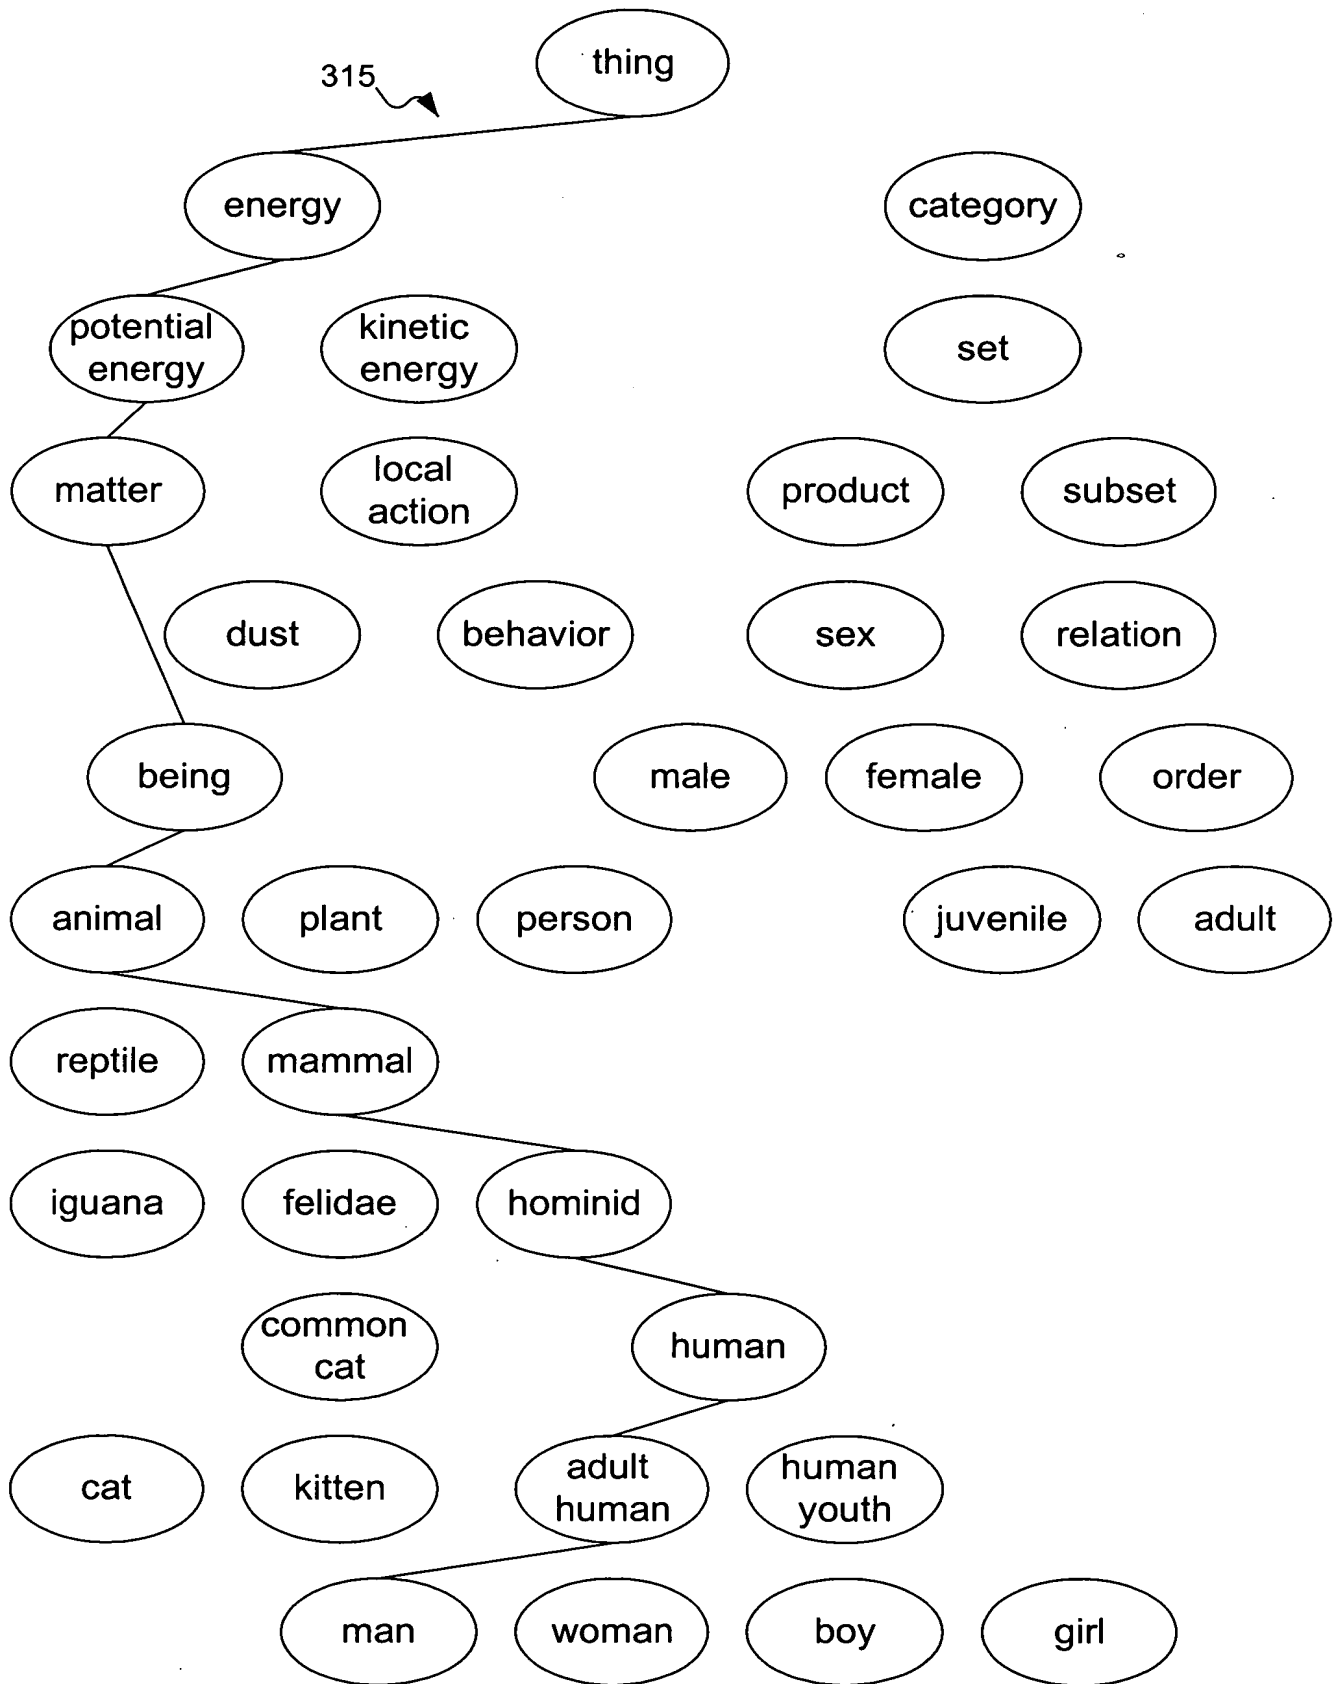 thing
315
energy
category
potential
energy
kinetic
energy
set
matter
local
action
product
subset
dust
behavior
sex
relation
being
male
female
order
animal
plant
person
juvenile
adult
reptile
mammal
iguana
felidae
hominid
common
cat
human
cat
kitten
adult
human
human
youth
man
woman
boy
girl